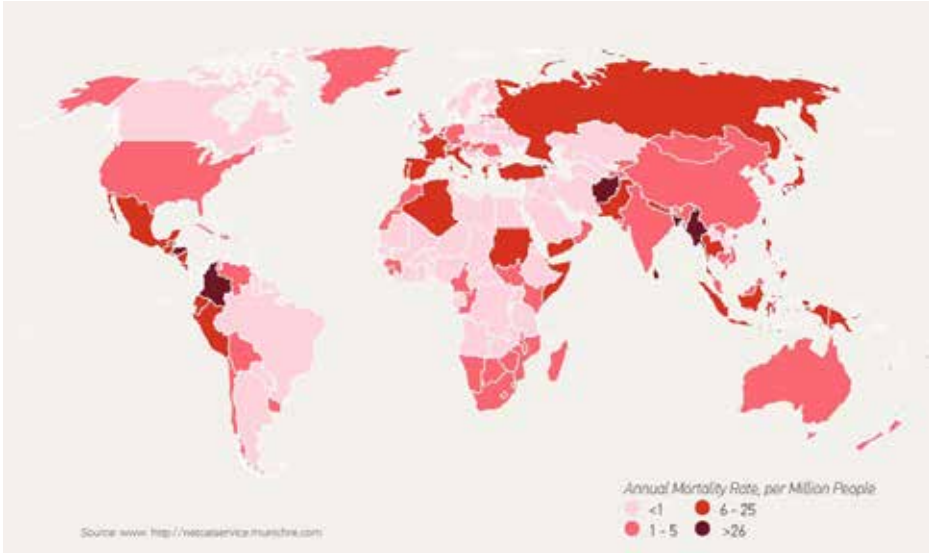 Annual Mortality Rate, per Million People
<1
6 - 25
1 - 5
>26
Source: www. http://natcatservice.munichre.com